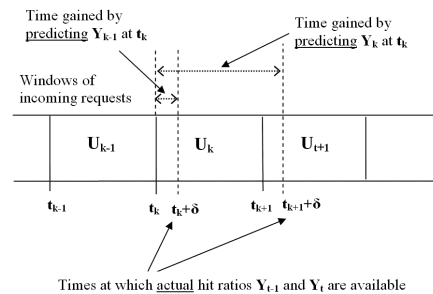 Time gained by
predicting Yk-1 at tk
Time gained by
predicting Yk at tk
Windows of
incoming requests
Uk-1 Uk Ut+1
tk-1 tk tk+δ tk+1 tk+1+δ
Times at which actual hit ratios Yt-1 and Yt are available